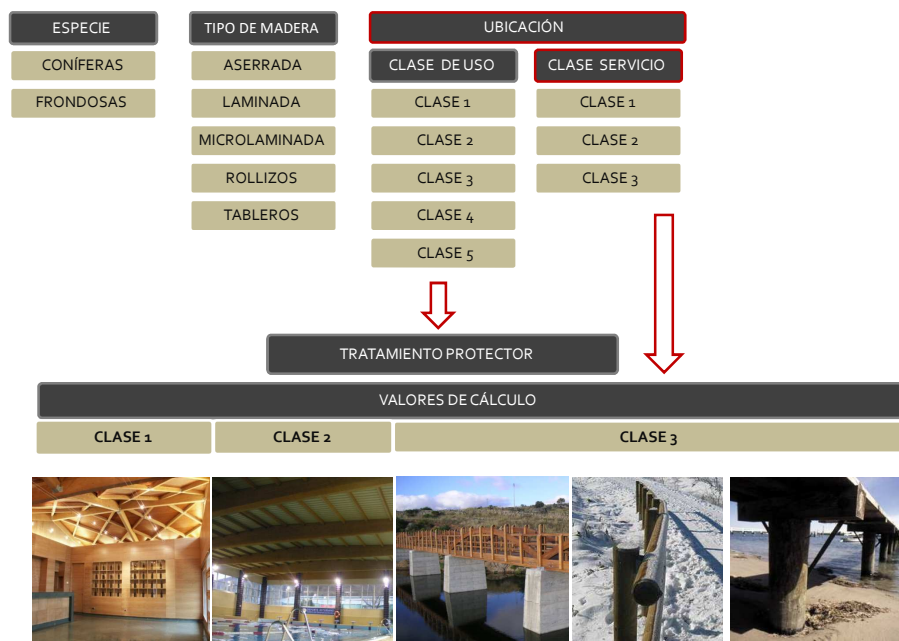 ESPECIE
CONÍFERAS
FRONDOSAS
TIPO DE MADERA
ASERRADA
LAMINADA
MICROLAMINADA
ROLLIZOS
TABLEROS
UBICACIÓN
CLASE DE USO
CLASE 1
CLASE 2
CLASE 3
CLASE 4
CLASE 5
CLASE SERVICIO
CLASE 1
CLASE 2
CLASE 3
TRATAMIENTO PROTECTOR
VALORES DE CÁLCULO
CLASE 1
CLASE 2
CLASE 3